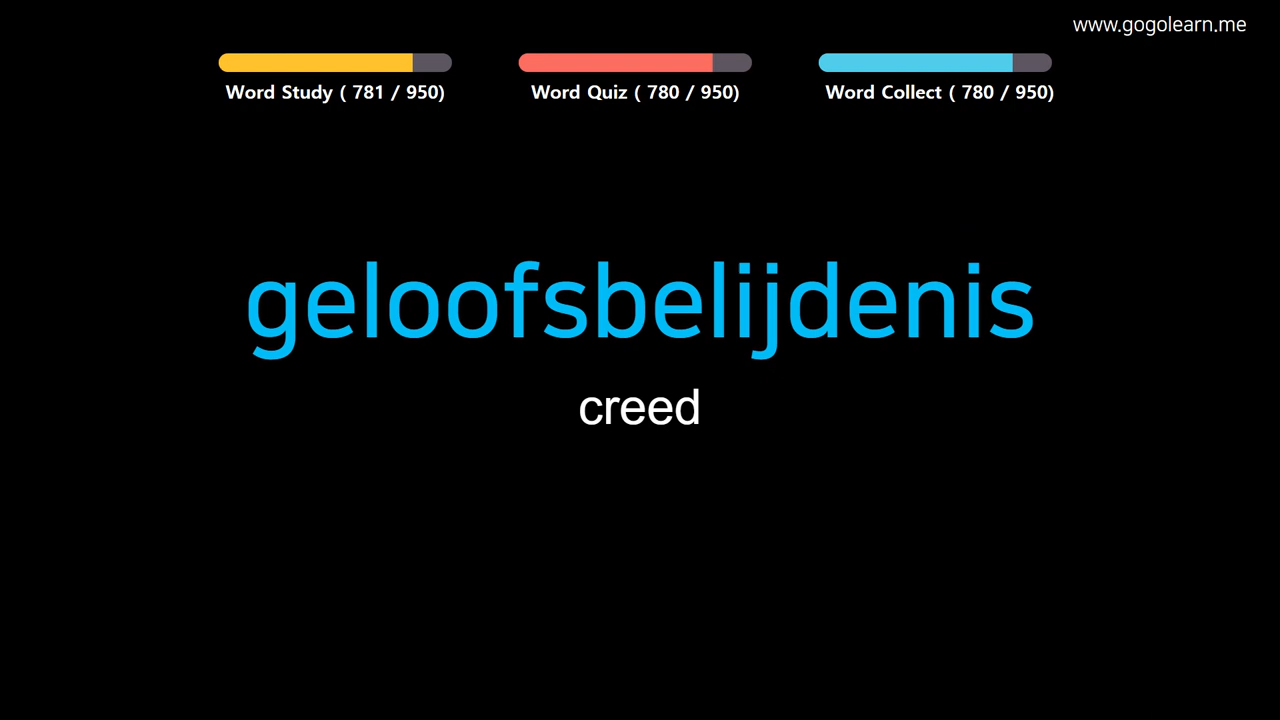 www.gogolearn.me
Word Study ( 781 / 950)
Word Quiz ( 780 / 950)
Word Collect ( 780 / 950)
geloofsbelijdenis
creed